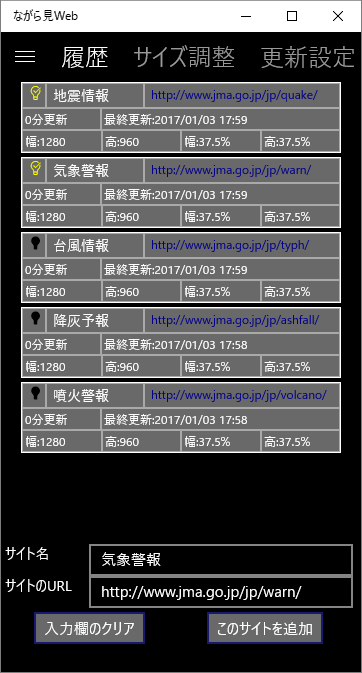 ながら見Web
履歴 サイズ調整 更新設定
地震情報 http://www.jma.go.jp/jp/quake/
0分更新 最終更新:2017/01/03 17:59
幅:1280 高:960 幅:37.5% 高:37.5%
気象警報 http://www.jma.go.jp/jp/warn/
0分更新 最終更新:2017/01/03 17:59
幅:1280 高:960 幅:37.5% 高:37.5%
台風情報 http://www.jma.go.jp/jp/typh/
0分更新 最終更新:2017/01/03 17:59
幅:1280 高:960 幅:37.5% 高:37.5%
降灰予報 http://www.jma.go.jp/jp/ashfall/
0分更新 最終更新:2017/01/03 17:58
幅:1280 高:960 幅:37.5% 高:37.5%
噴火警報 http://www.jma.go.jp/jp/volcano/
0分更新 最終更新:2017/01/03 17:58
幅:1280 高:960 幅:37.5% 高:37.5%
サイト名 気象警報
サイトのURL http://www.jma.go.jp/jp/warn/
入力欄のクリア このサイトを追加